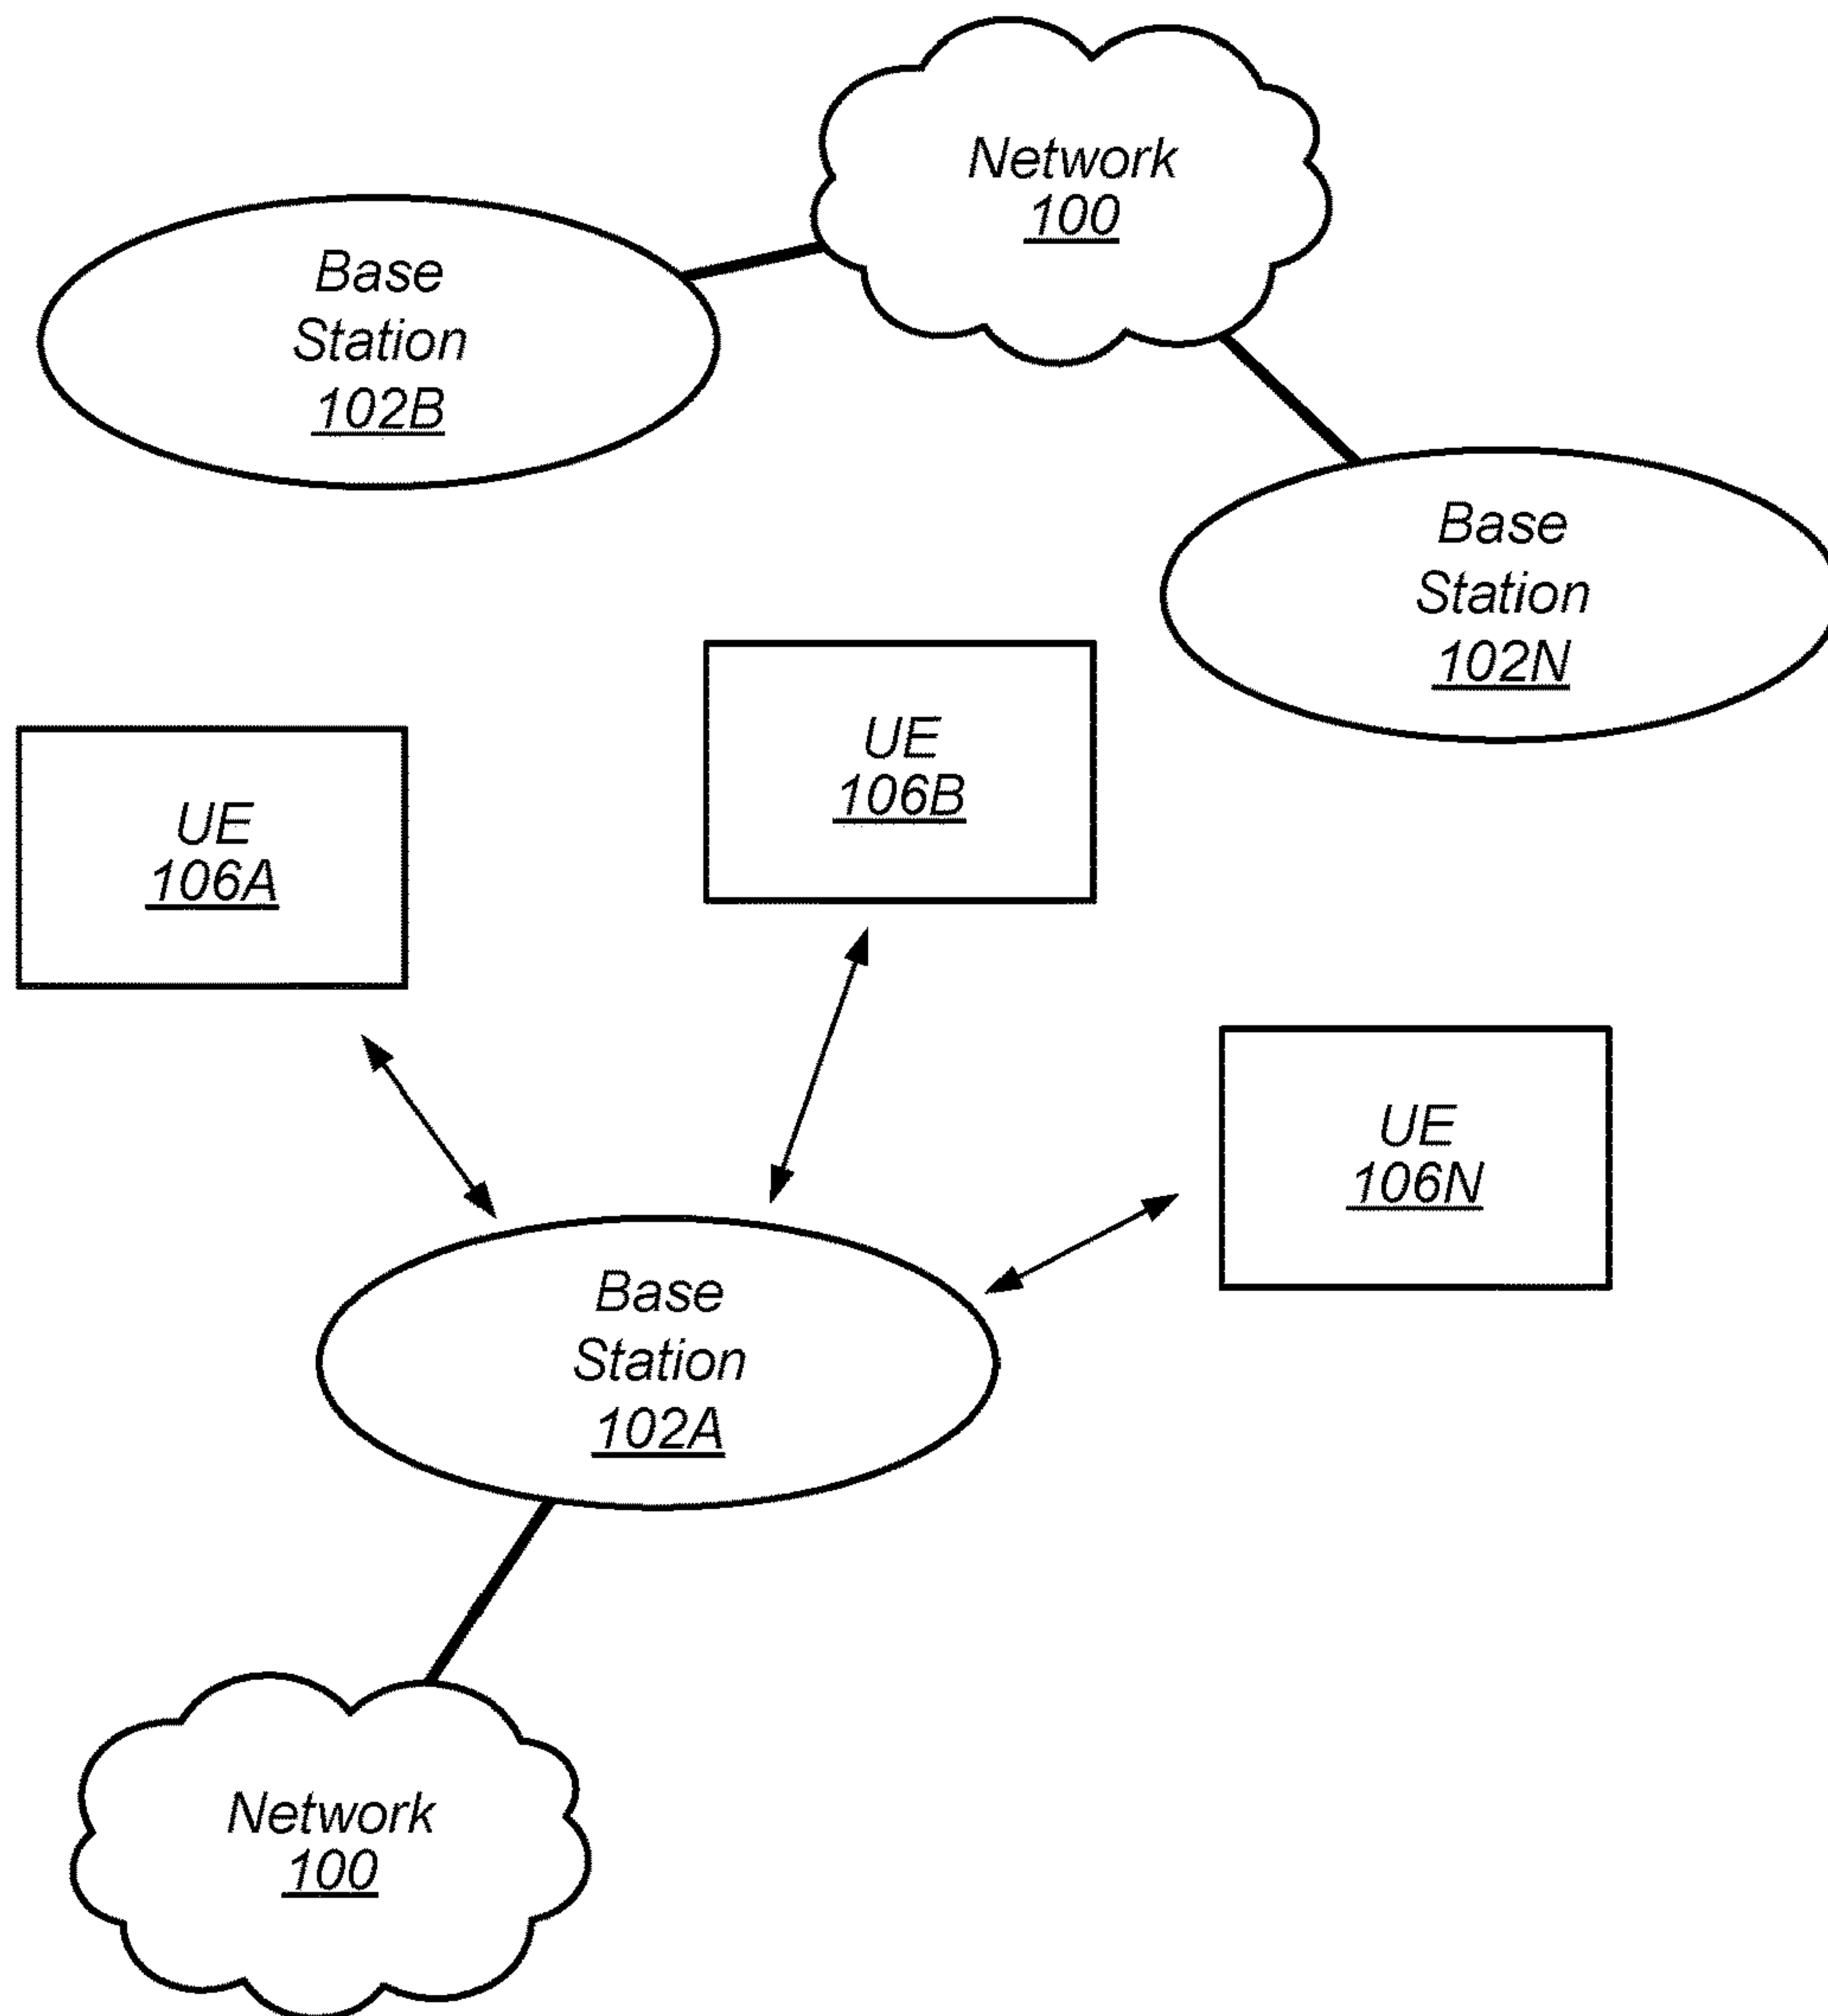 Network
100
Base
Station
102B
Base
Station
102N
UE
106B
UE
106A
UE
106N
Base
Station
102A
Network
100